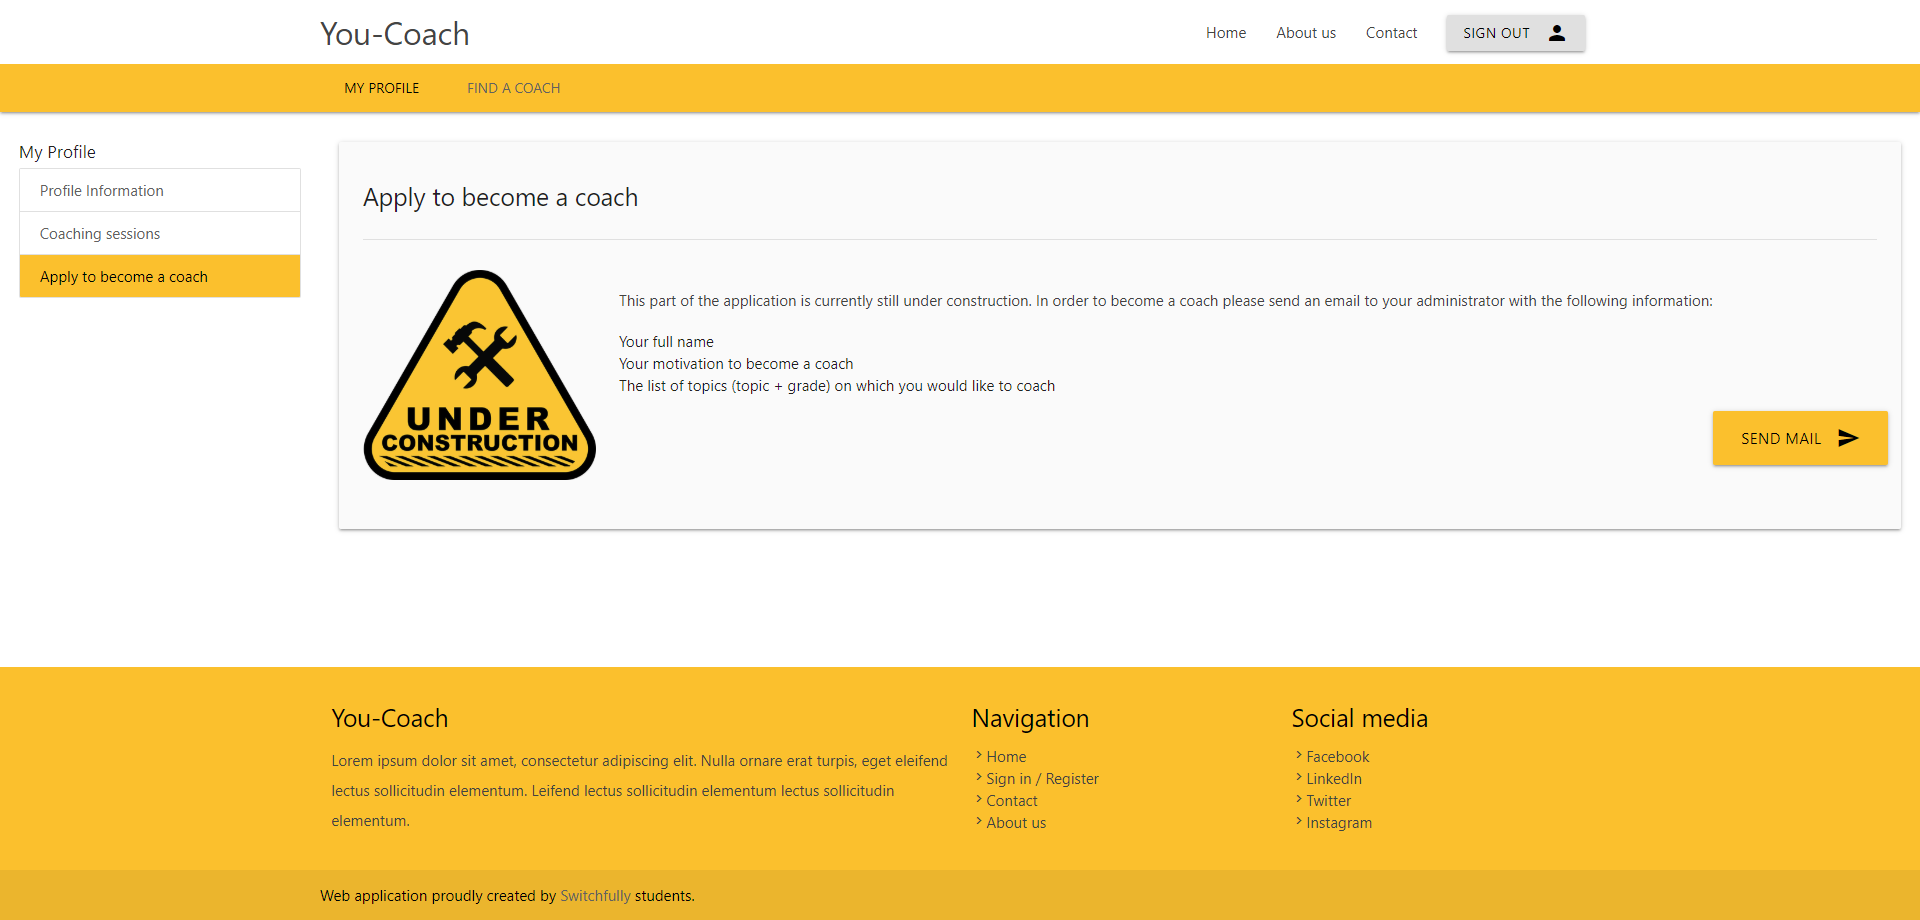 You-Coach
Home
About us
Contact
SIGN OUT
MY PROFILE
FIND A COACH
My Profile
Profile Information
Coaching sessions
Apply to become a coach
Apply to become a coach
UNDER
CONSTRUCTION
This part of the application is currently still under construction. In order to become a coach please send an email to your administrator with the following information:
Your full name
Your motivation to become a coach
The list of topics (topic + grade) on which you would like to coach
SEND MAIL
You-Coach
Lorem ipsum dolor sit amet, consectetur adipiscing elit. Nulla ornare erat turpis, eget eleifend
lectus sollicitudin elementum. Leifend lectus sollicitudin elementum lectus sollicitudin
elementum.
Navigation
Home
Sign in / Register
Contact
About us
Social media
Facebook
LinkedIn
Twitter
Instagram
Web application proudly created by Switchfully students.